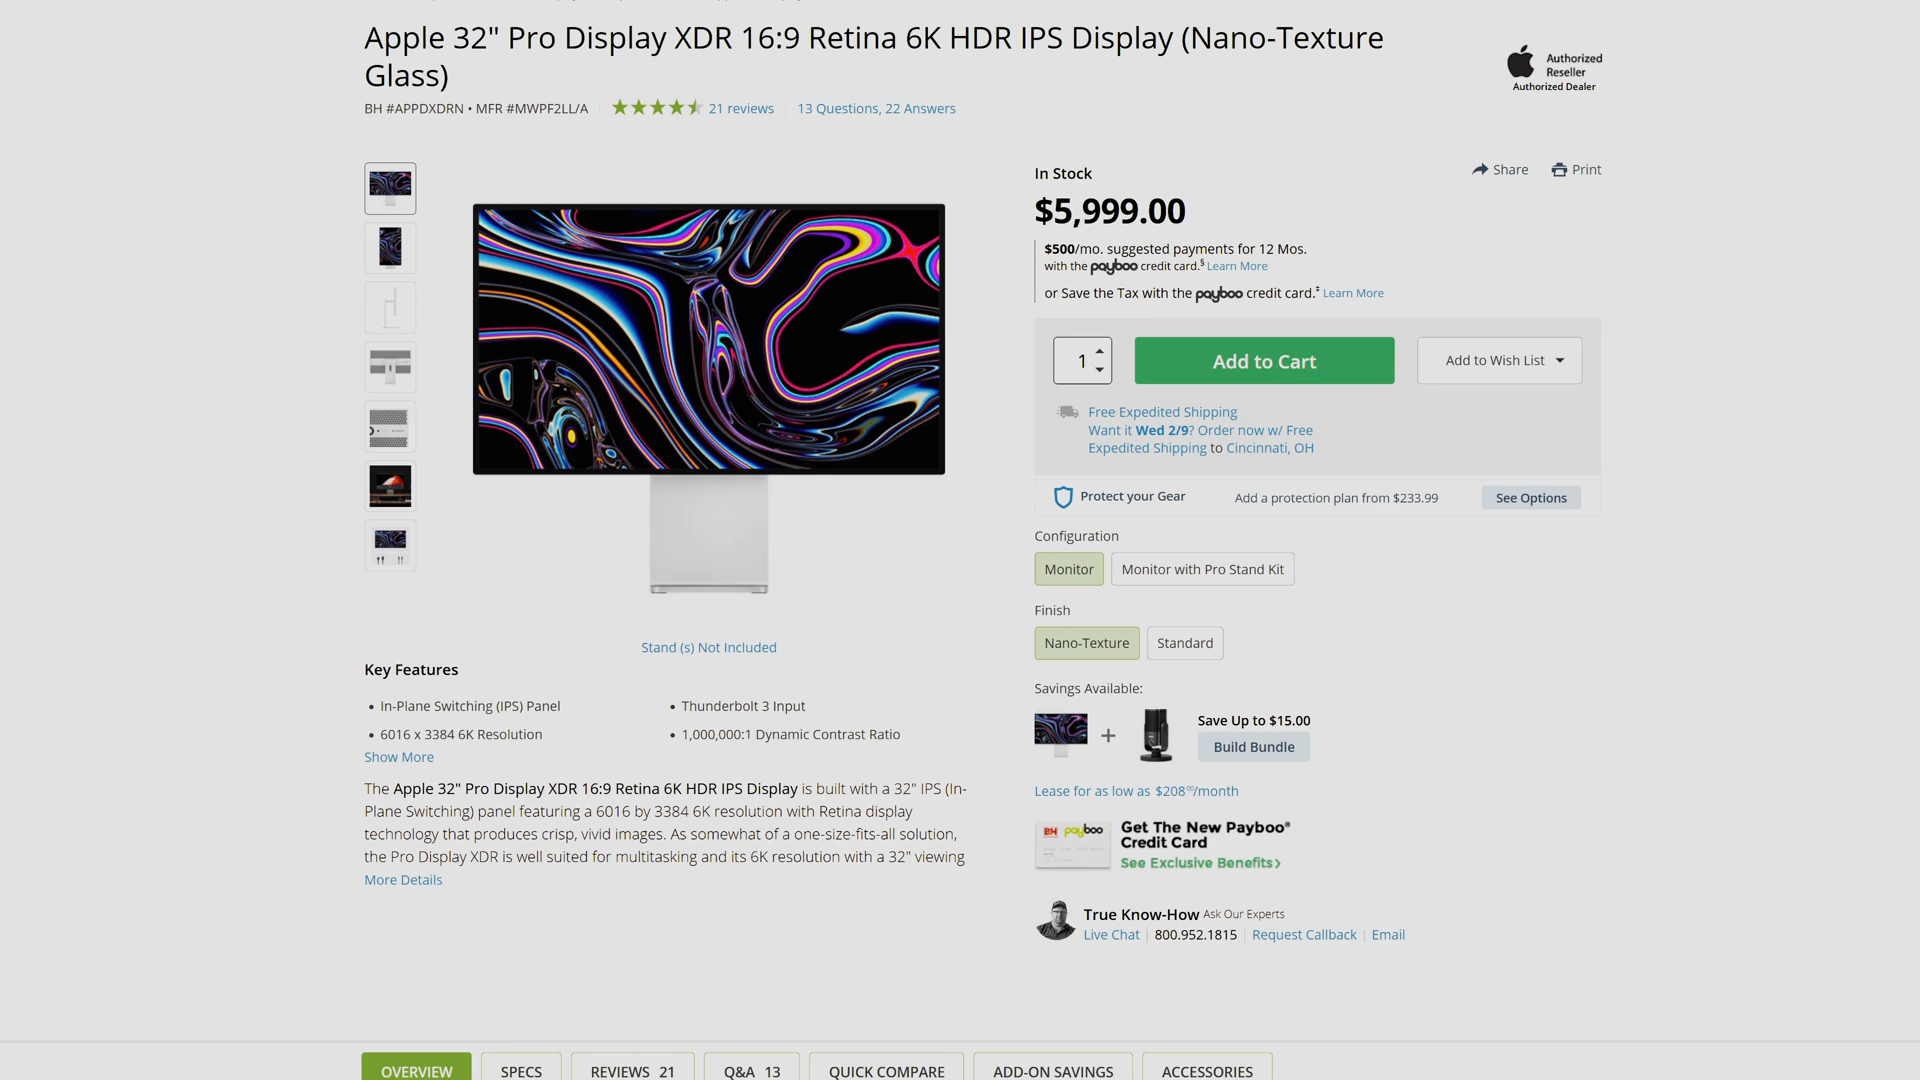 Apple 32" Pro Display XDR 16:9 Retina 6K HDR IPS Display (Nano-Texture
Glass)
BH #APPDXDRN • MFR #MWPF2LL/A
21 reviews
13 Questions, 22 Answers
Authorized
Reseller
Authorized Dealer
In Stock
Share
Print
$5,999.00
$500/mo. suggested payments for 12 Mos.
with the payboo credit card.§ Learn More
or Save the Tax with the payboo credit card.‡ Learn More
1
Add to Cart
Add to Wish List
Free Expedited Shipping
Want it Wed 2/9? Order now w/ Free
Expedited Shipping to Cincinnati, OH
Protect your Gear
Add a protection plan from $233.99
See Options
Configuration
Monitor
Monitor with Pro Stand Kit
Finish
Nano-Texture
Standard
Stand (s) Not Included
Key Features
• In-Plane Switching (IPS) Panel
• Thunderbolt 3 Input
• 6016 x 3384 6K Resolution
• 1,000,000:1 Dynamic Contrast Ratio
Show More
The Apple 32" Pro Display XDR 16:9 Retina 6K HDR IPS Display is built with a 32" IPS (In-
Plane Switching) panel featuring a 6016 by 3384 6K resolution with Retina display
technology that produces crisp, vivid images. As somewhat of a one-size-fits-all solution,
the Pro Display XDR is well suited for multitasking and its 6K resolution with a 32" viewing
More Details
Savings Available:
+
Save Up to $15.00
Build Bundle
Lease for as low as $208⁰⁰/month
BH payboo
Get The New Payboo®
Credit Card
See Exclusive Benefits>
True Know-How Ask Our Experts
Live Chat | 800.952.1815 | Request Callback | Email
OVERVIEW
SPECS
REVIEWS 21
Q&A 13
QUICK COMPARE
ADD-ON SAVINGS
ACCESSORIES